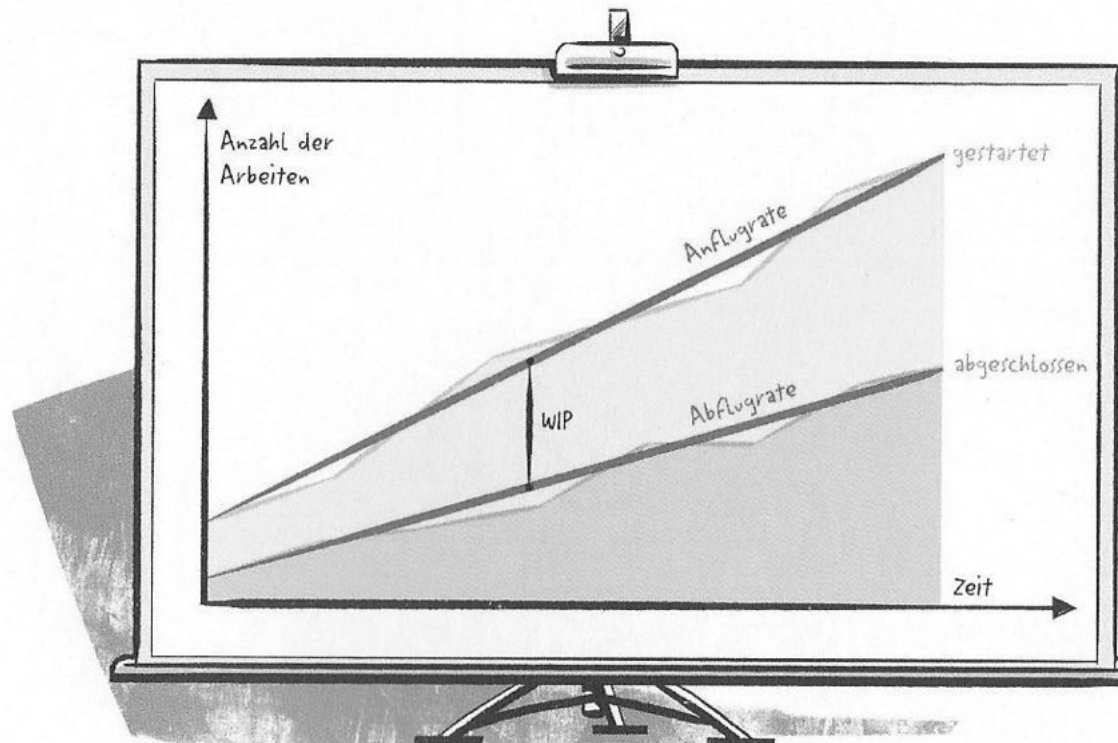 Anzahl der
Arbeiten
gestartet
Anflugrate
abgeschlossen
Abflugrate
WIP
Zeit